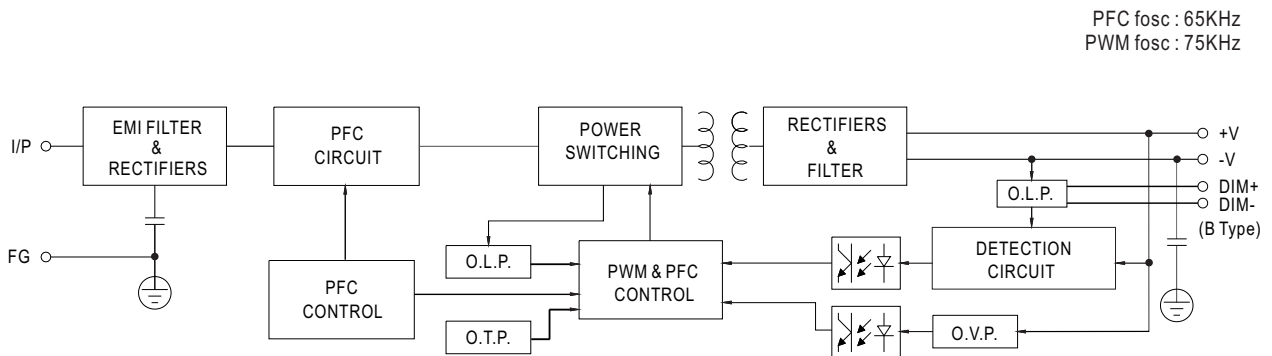 PFC fosc : 65KHz
PWM fosc : 75KHz
I/P
EMI FILTER
&
RECTIFIERS
PFC
CIRCUIT
POWER
SWITCHING
RECTIFIERS
&
FILTER
+V
-V
O.L.P.
DIM+
DIM-
(B Type)
FG
PFC
CONTROL
O.L.P.
O.T.P.
PWM & PFC
CONTROL
DETECTION
CIRCUIT
O.V.P.